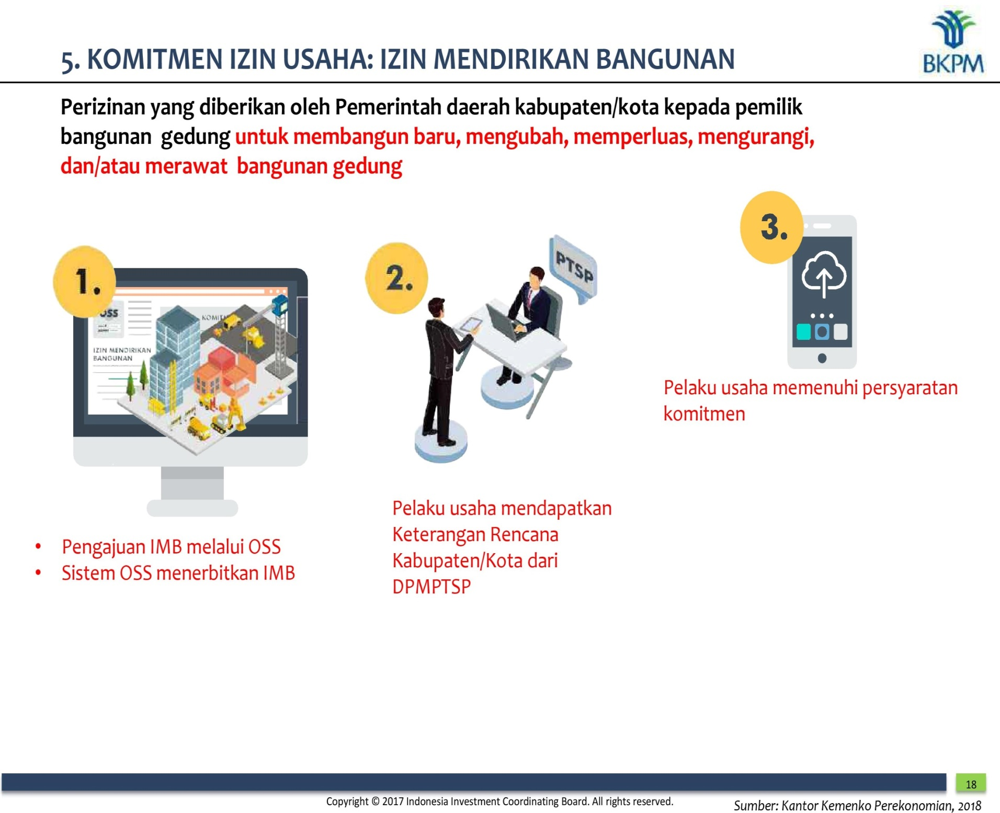 BKPM
5. KOMITMEN IZIN USAHA: IZIN MENDIRIKAN BANGUNAN
Perizinan yang diberikan oleh Pemerintah daerah kabupaten/kota kepada pemilik
bangunan gedung untuk membangun baru, mengubah, memperluas, mengurangi,
dan/atau merawat bangunan gedung
1.
OSS
IZIN MENDIRIKAN
BANGUNAN
2.
PTSP
3.
Pelaku usaha memenuhi persyaratan
komitmen
Pelaku usaha mendapatkan
Keterangan Rencana
Kabupaten/Kota dari
DPMPTSP
• Pengajuan IMB melalui OSS
• Sistem OSS menerbitkan IMB
18
Copyright © 2017 Indonesia Investment Coordinating Board. All rights reserved.
Sumber: Kantor Kemenko Perekonomian, 2018